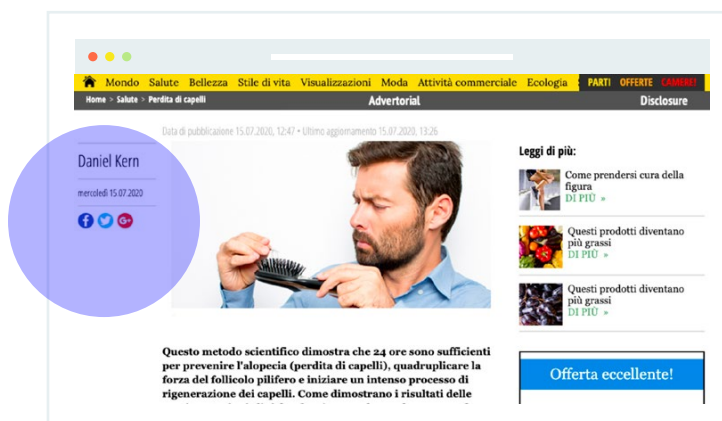 Mondo Salute Bellezza Stile di vita Visualizzazioni Moda Attività commerciale Ecologia PARTI OFFERTE CAMERE!
Home > Salute > Perdita di capelli Advertorial Disclosure
Data di pubblicazione 15.07.2020, 12:47 • Ultimo aggiornamento 15.07.2020, 13:26
Daniel Kern
mercoledì 15.07.2020
Leggi di più:
Come prendersi cura della
figura
DI PIÙ »
Questi prodotti diventano
più grassi
DI PIÙ »
Questi prodotti diventano
più grassi
DI PIÙ »
Questo metodo scientifico dimostra che 24 ore sono sufficienti
per prevenire l'alopecia (perdita di capelli), quadruplicare la
forza del follicolo pilifero e iniziare un intenso processo di
rigenerazione dei capelli. Come dimostrano i risultati delle
Offerta eccellente!